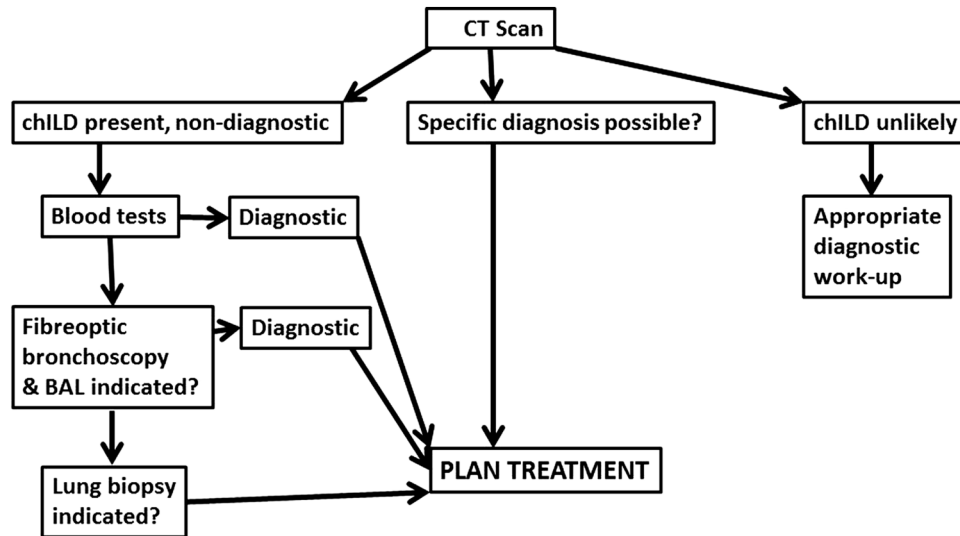 CT Scan
chILD present, non-diagnostic
Specific diagnosis possible?
chILD unlikely
Blood tests
Diagnostic
Appropriate
diagnostic
work-up
Fibreoptic
bronchoscopy
& BAL indicated?
Diagnostic
Lung biopsy
indicated?
PLAN TREATMENT